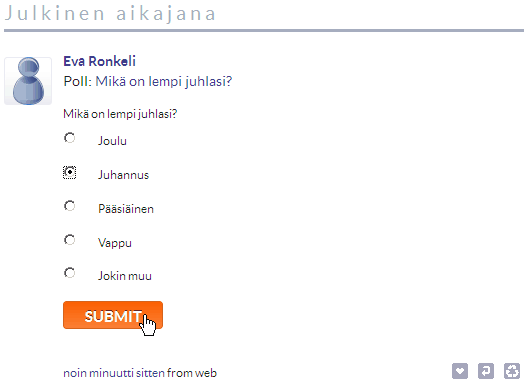 Julkinen aikajana
Eva Ronkeli
Poll: Mikä on lempi juhlasi?
Mikä on lempi juhlasi?
Joulu
Juhannus
Pääsiäinen
Vappu
Jokin muu
SUBMIT
noin minuutti sitten from web